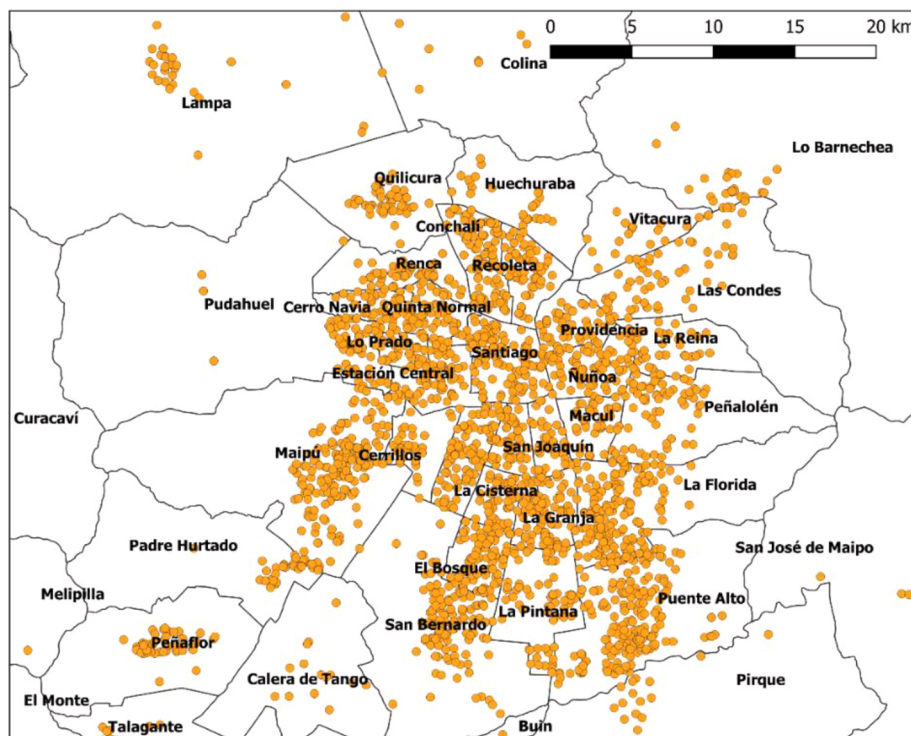 0 5 10 15 20 km
Colina
Lampa
Lo Barnechea
Quilicura
Huechuraba
Vitacura
Conchalí
Renca
Recoleta
Las Condes
Pudahuel
Cerro Navia
Quinta Normal
Providencia
La Reina
Lo Prado
Santiago
Estación Central
Ñuñoa
Peñalolén
Curacaví
Macul
Maipú
Cerrillos
San Joaquín
La Florida
La Cisterna
La Granja
Padre Hurtado
San José de Maipo
El Bosque
Melipilla
Puente Alto
La Pintana
San Bernardo
Peñaflor
Calera de Tango
Pirque
El Monte
Talagante
Buin